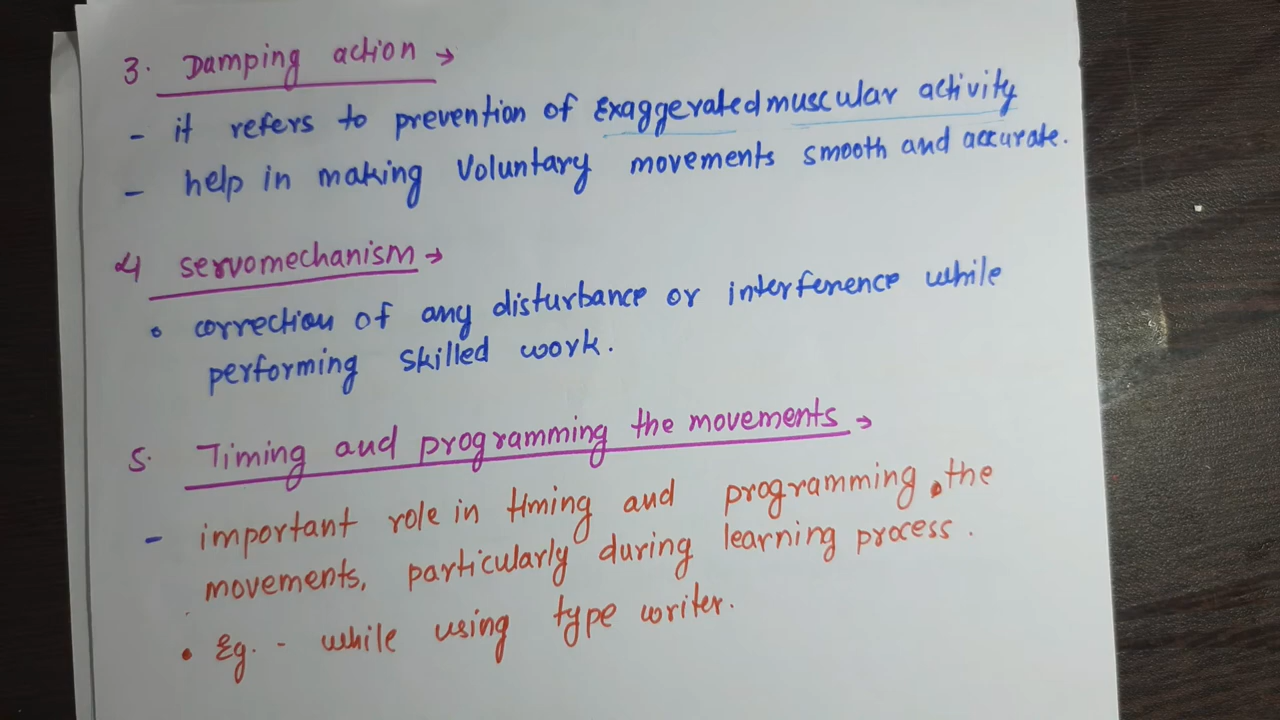 3. Damping action →
- it refers to prevention of Exaggerated muscular activity
- help in making Voluntary movements smooth and accurate.
4 servomechanism →
• correction of any disturbance or interference while
performing skilled work.
5. Timing and programming the movements →
- important role in timing and programming the
movements, particularly during learning process.
• Eg. - while using type writer.